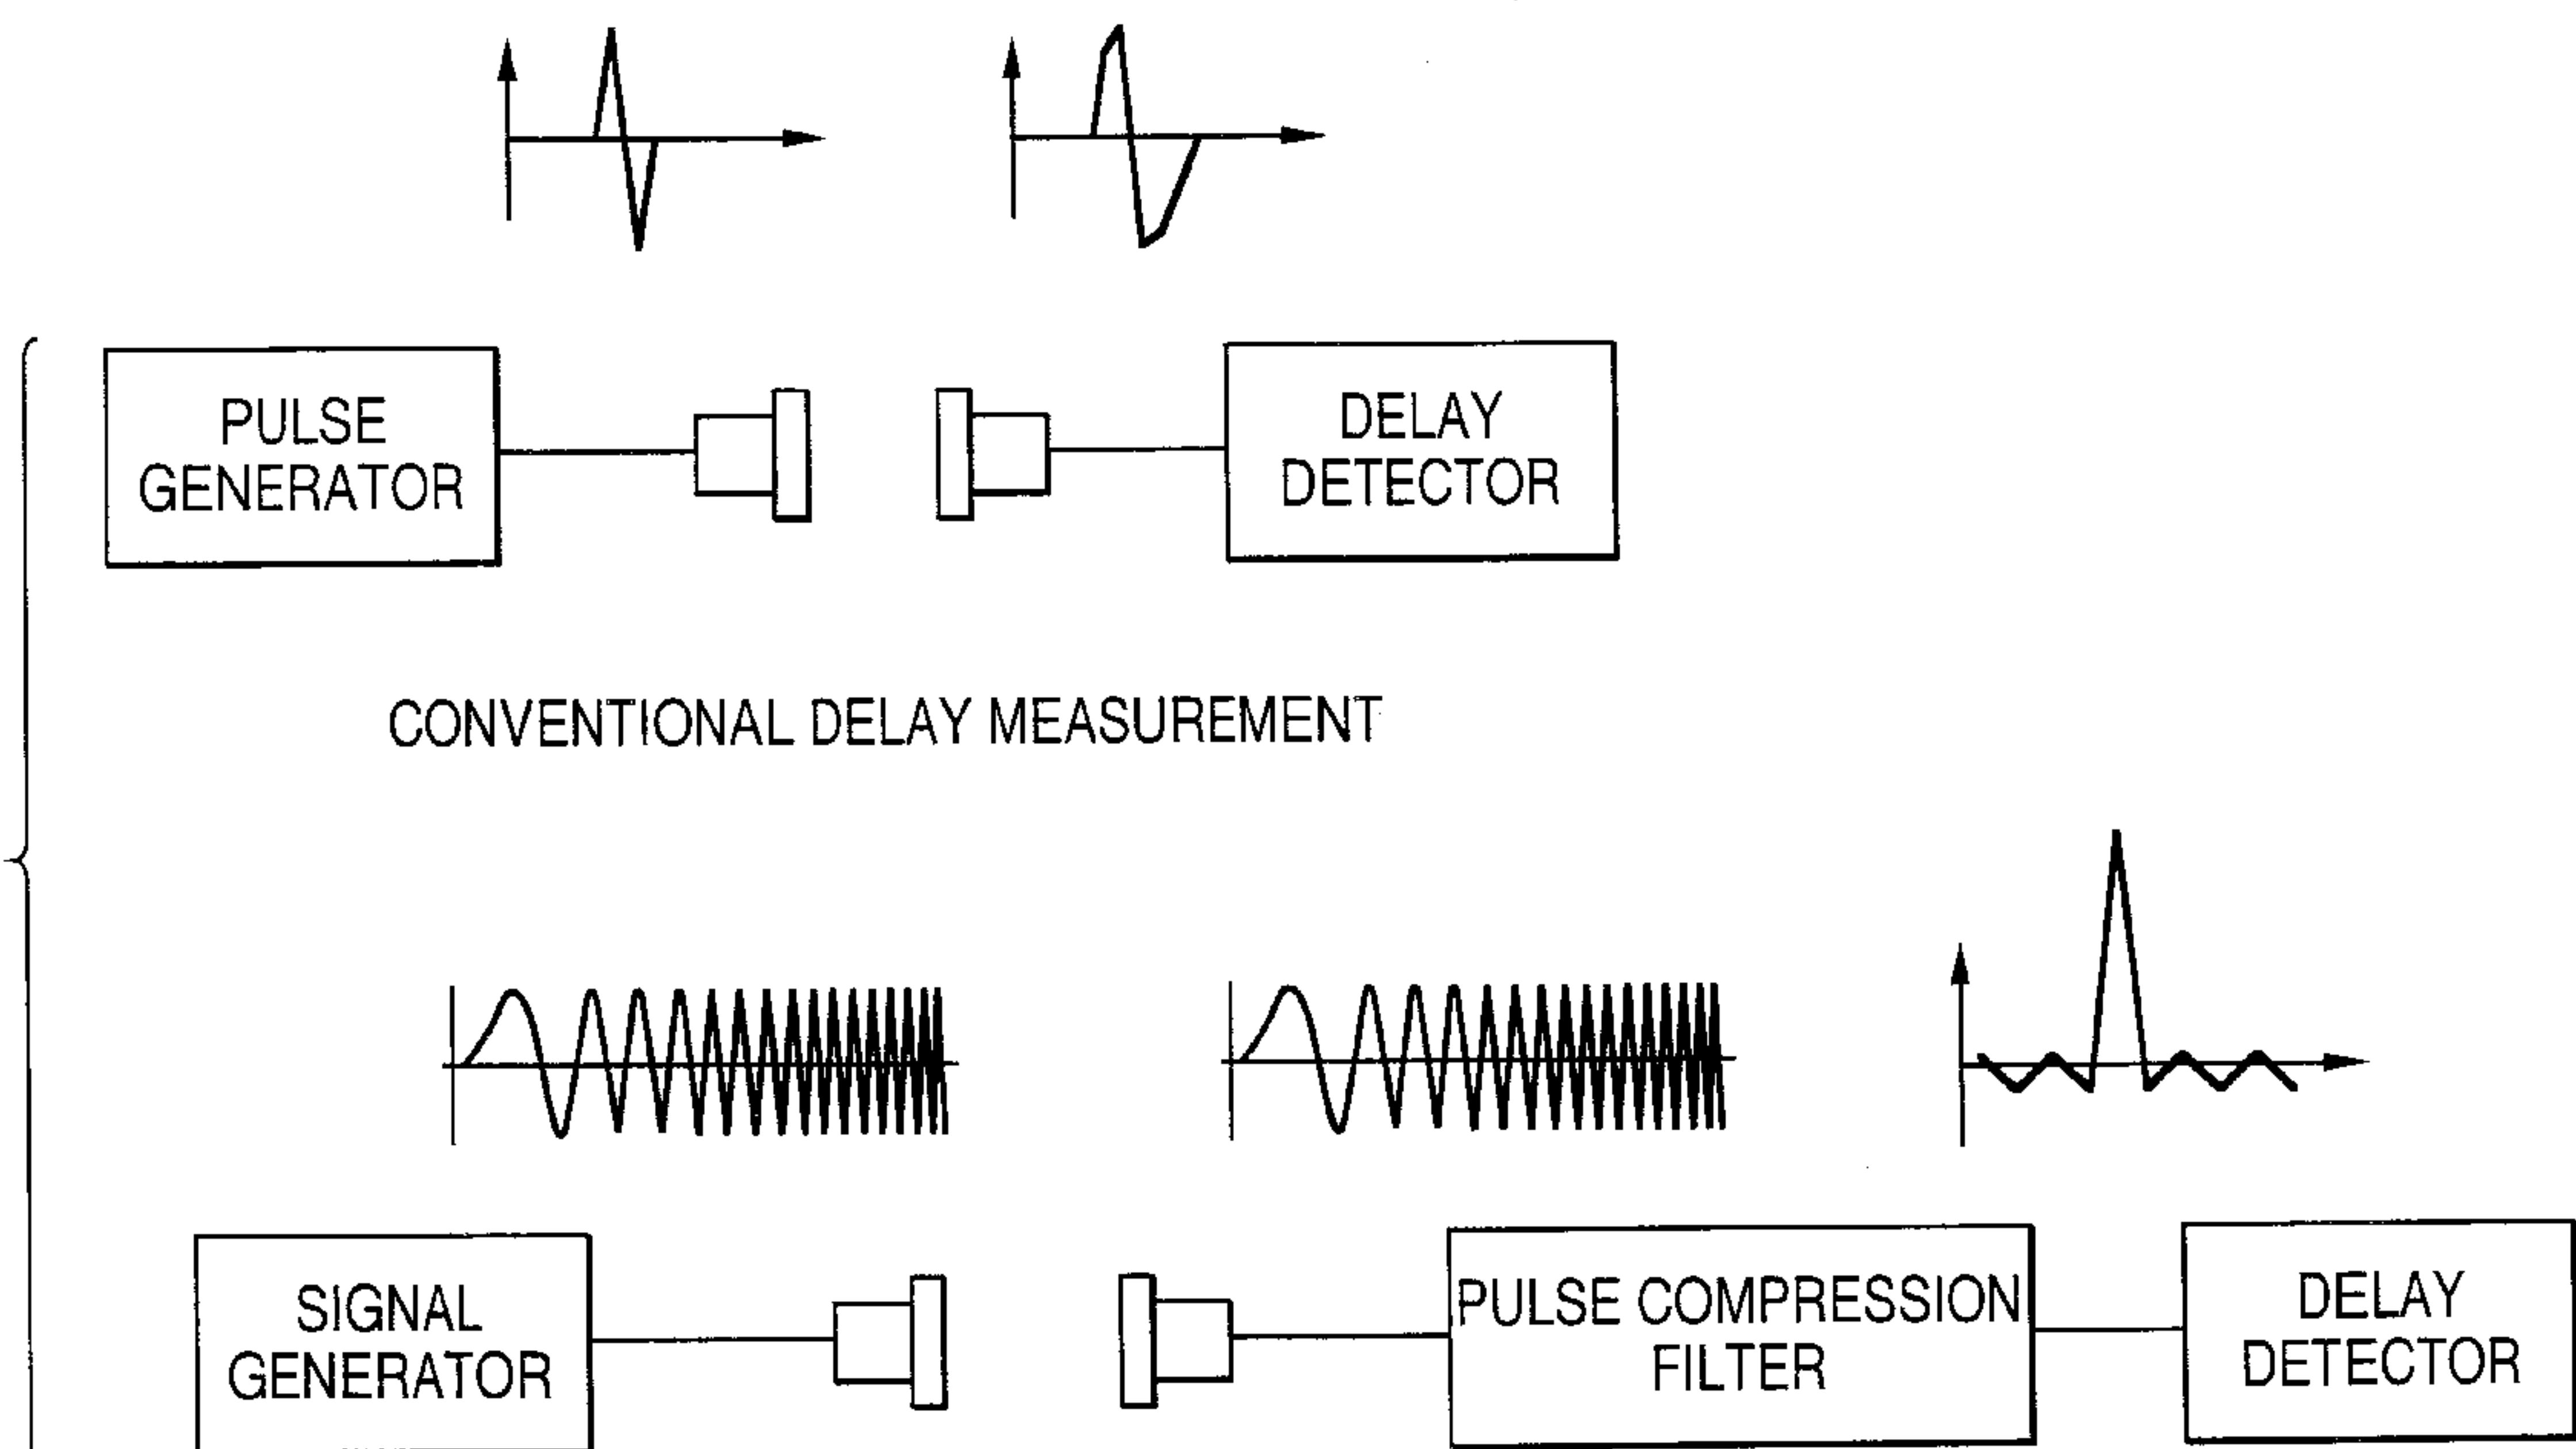 PULSE
GENERATOR
DELAY
DETECTOR
CONVENTIONAL DELAY MEASUREMENT
SIGNAL
GENERATOR
PULSE COMPRESSION
FILTER
DELAY
DETECTOR